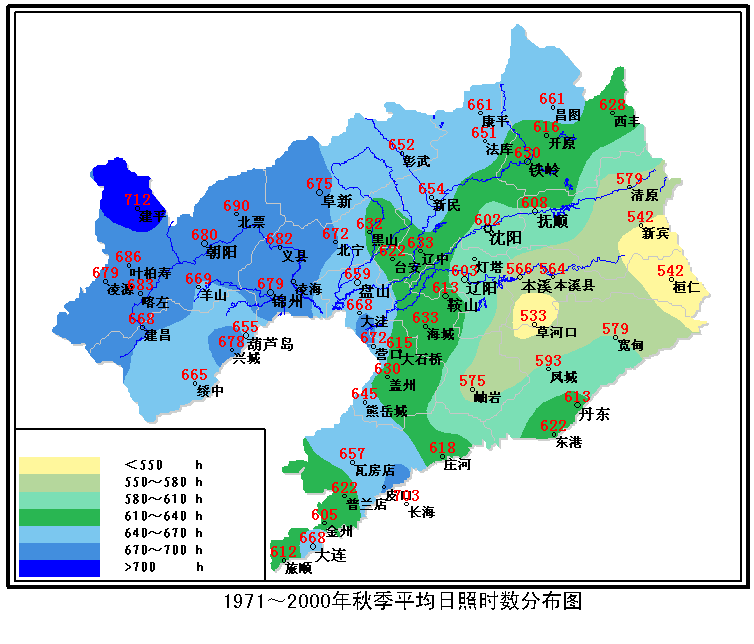 661
康平
661
昌图
628
西丰
616
开原
651
法库
630
铁岭
652
彰武
579
清原
675
阜新
654
新民
712
建平
690
北票
608
抚顺
602
沈阳
542
新宾
632
黑山
672
北宁
680
朝阳
682
义县
622
台安
633
辽中
686
叶柏寿
679
凌源
683
喀左
669
羊山
679
锦州
凌海
659
盘山
603
辽阳
灯塔
566
本溪
564
本溪县
542
桓仁
613
鞍山
668
大洼
668
建昌
533
草河口
633
海城
655
葫芦岛
678
兴城
672
营口
615
大石桥
579
宽甸
593
凤城
665
绥中
630
盖州
575
岫岩
645
熊岳城
613
丹东
622
东港
618
庄河
657
瓦房店
皮口
703
长海
622
普兰店
605
金州
668
大连
612
旅顺
＜550 h
550～580 h
580～610 h
610～640 h
640～670 h
670～700 h
>700 h
1971～2000年秋季平均日照时数分布图